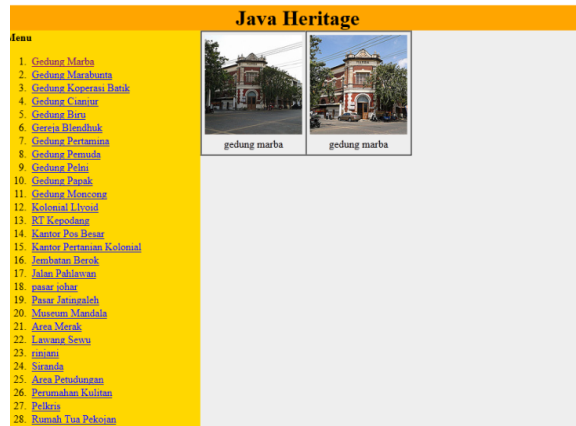 Java Heritage
Menu
1. Gedung Marba
2. Gedung Marabunta
3. Gedung Koperasi Batik
4. Gedung Cianjur
5. Gedung Biru
6. Gereja Blendhuk
7. Gedung Pertamina
8. Gedung Pemuda
9. Gedung Pelni
10. Gedung Papak
11. Gedung Moncong
12. Kolonial Llyoid
13. RT Kepodang
14. Kantor Pos Besar
15. Kantor Pertanian Kolonial
16. Jembatan Berok
17. Jalan Pahlawan
18. pasar johar
19. Pasar Jatingaleh
20. Museum Mandala
21. Area Merak
22. Lawang Sewu
23. rinjani
24. Siranda
25. Area Petudungan
26. Perumahan Kulitan
27. Pelkris
28. Rumah Tua Pekojan
gedung marba
gedung marba